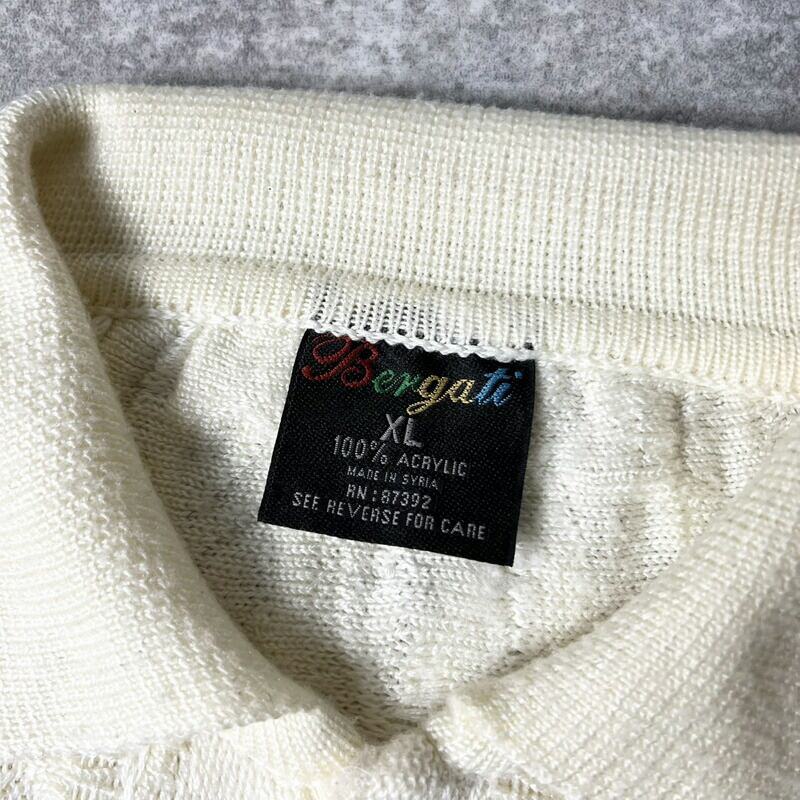 Bergati
XL
100% ACRYLIC
MADE IN SYRIA
RN: 87392
SEE REVERSE FOR CARE